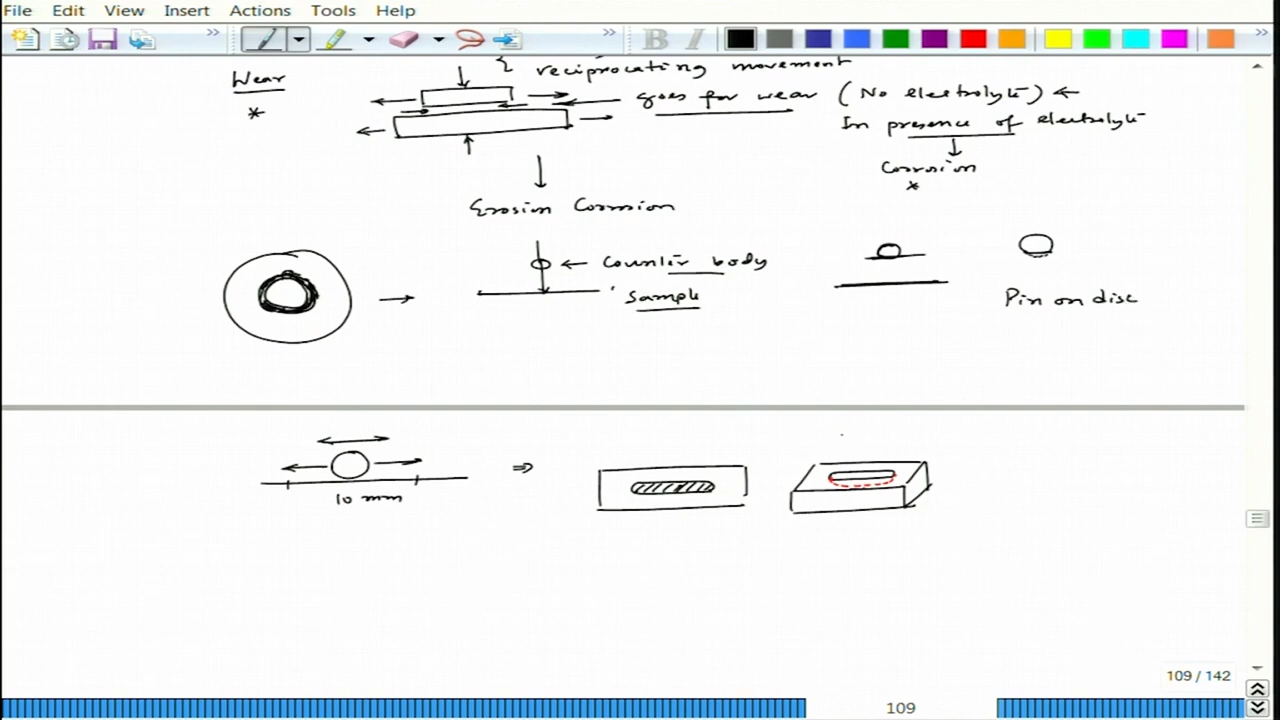 File Edit View Insert Actions Tools Help
B I
& reciprocating movement
Wear
goes for wear (No electrolyte) ←
In presence of electrolyte
Corrosion
*
*
Erosion Corrosion
Counter body
Sample
Pin on disc
10 mm
109 / 142
109